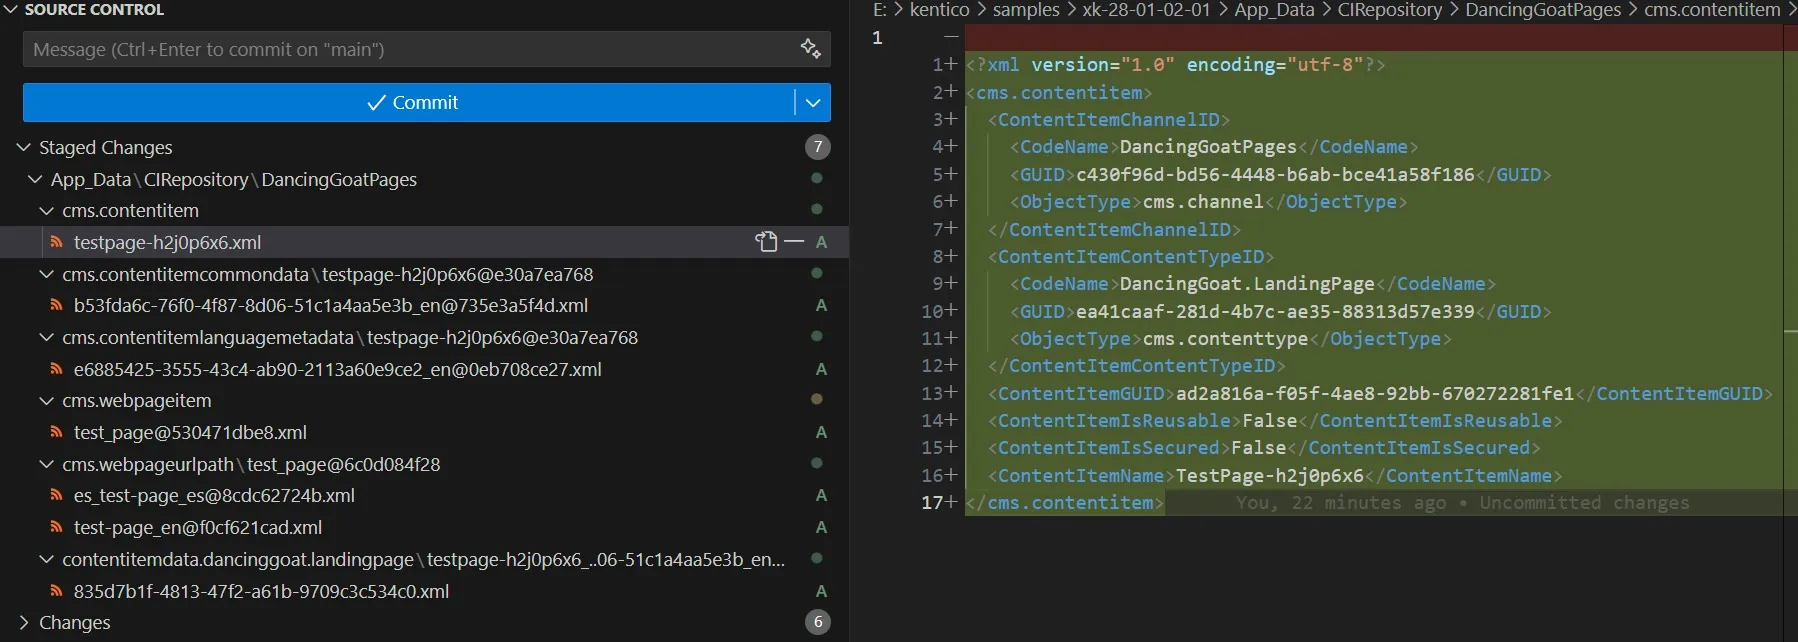 SOURCE CONTROL
Message (Ctrl+Enter to commit on "main")
Commit
Staged Changes 7
App_Data\CIRepository\DancingGoatPages
cms.contentitem
testpage-h2j0p6x6.xml A
cms.contentitemcommondata\testpage-h2j0p6x6@e30a7ea768
b53fda6c-76f0-4f87-8d06-51c1a4aa5e3b_en@735e3a5f4d.xml A
cms.contentitemlanguagemetadata\testpage-h2j0p6x6@e30a7ea768
e6885425-3555-43c4-ab90-2113a60e9ce2_en@0eb708ce27.xml A
cms.webpageitem
test_page@530471dbe8.xml A
cms.webpageurlpath\test_page@6c0d084f28
es_test-page_es@8cdc62724b.xml A
test-page_en@f0cf621cad.xml A
contentitemdata.dancinggoat.landingpage\testpage-h2j0p6x6_..06-51c1a4aa5e3b_en...
835d7b1f-4813-47f2-a61b-9709c3c534c0.xml A
Changes 6
E: > kentico > samples > xk-28-01-02-01 > App_Data > CIRepository > DancingGoatPages > cms.contentitem >
1 —
1+ <?xml version="1.0" encoding="utf-8"?>
2+ <cms.contentitem>
3+ <ContentItemChannelID>
4+ <CodeName>DancingGoatPages</CodeName>
5+ <GUID>c430f96d-bd56-4448-b6ab-bce41a58f186</GUID>
6+ <ObjectType>cms.channel</ObjectType>
7+ </ContentItemChannelID>
8+ <ContentItemContentTypeID>
9+ <CodeName>DancingGoat.LandingPage</CodeName>
10+ <GUID>ea41caaf-281d-4b7c-ae35-88313d57e339</GUID>
11+ <ObjectType>cms.contenttype</ObjectType>
12+ </ContentItemContentTypeID>
13+ <ContentItemGUID>ad2a816a-f05f-4ae8-92bb-670272281fe1</ContentItemGUID>
14+ <ContentItemIsReusable>False</ContentItemIsReusable>
15+ <ContentItemIsSecured>False</ContentItemIsSecured>
16+ <ContentItemName>TestPage-h2j0p6x6</ContentItemName>
17+ </cms.contentitem> You, 22 minutes ago • Uncommitted changes